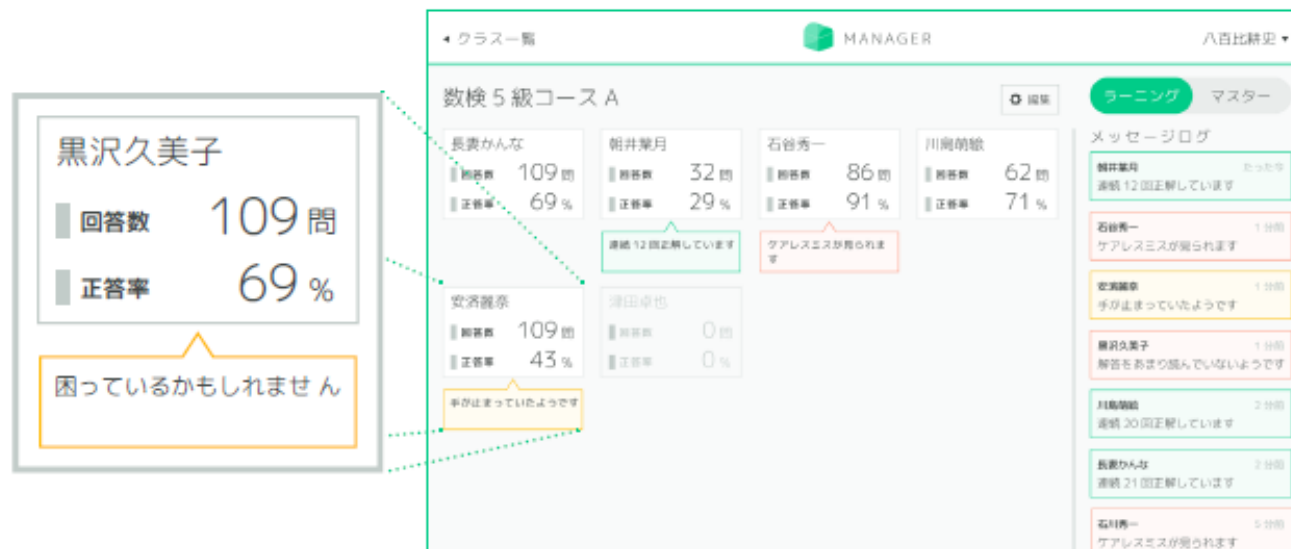 黒沢久美子
回答数 109 問
正答率 69 %
困っているかもしれませ ん
クラス一覧
MANAGER
八百比耕史
数検5級コース A
編集
ラーニング
マスター
長妻かんな
回答数 109 問
正答率 69 %
朝井葉月
回答数 32 問
正答率 29 %
連続 12 回正解しています
石谷秀一
回答数 86 問
正答率 91 %
ケアレスミスが見られま
す
川島萌絵
回答数 62 問
正答率 71 %
安済麗奈
回答数 109 問
正答率 43 %
手が止まっていたようです
津田卓也
回答数 0 問
正答率 0 %
メッセージログ
朝井葉月 たった今
連続 12 回正解しています
石谷秀一 1 分前
ケアレスミスが見られます
安済麗奈 1 分前
手が止まっていたようです
黒沢久美子 1 分前
解答をあまり読んでいないようです
川島萌絵 2 分前
連続 20 回正解しています
長妻かんな 2 分前
連続 21 回正解しています
石川秀一 5 分前
ケアレスミスが見られます